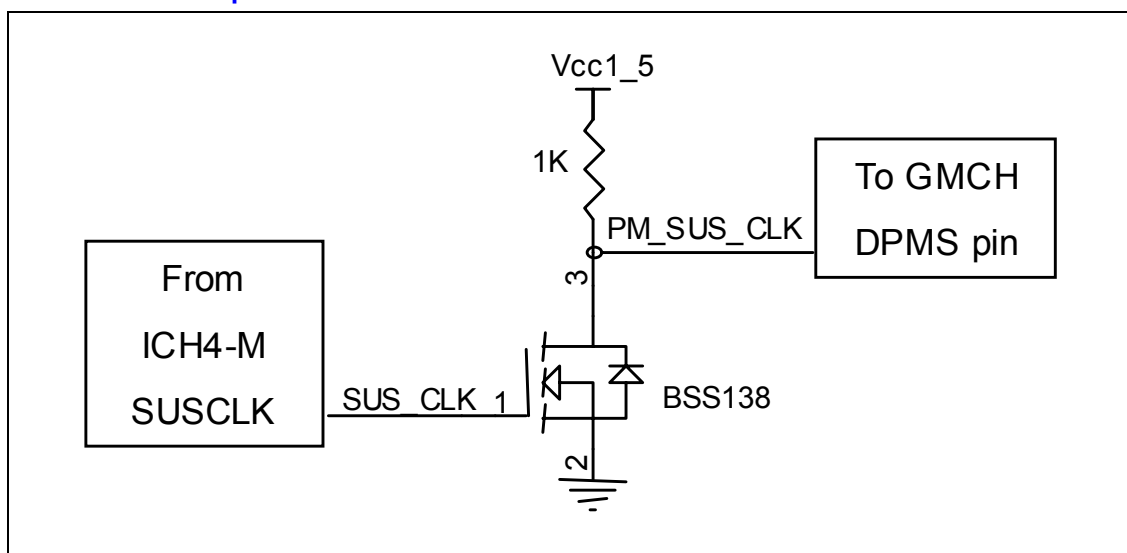 Vcc1_5
1K
To GMCH
DPMS pin
PM_SUS_CLK
3
From
ICH4-M
SUSCLK
SUS_CLK 1
BSS138
2